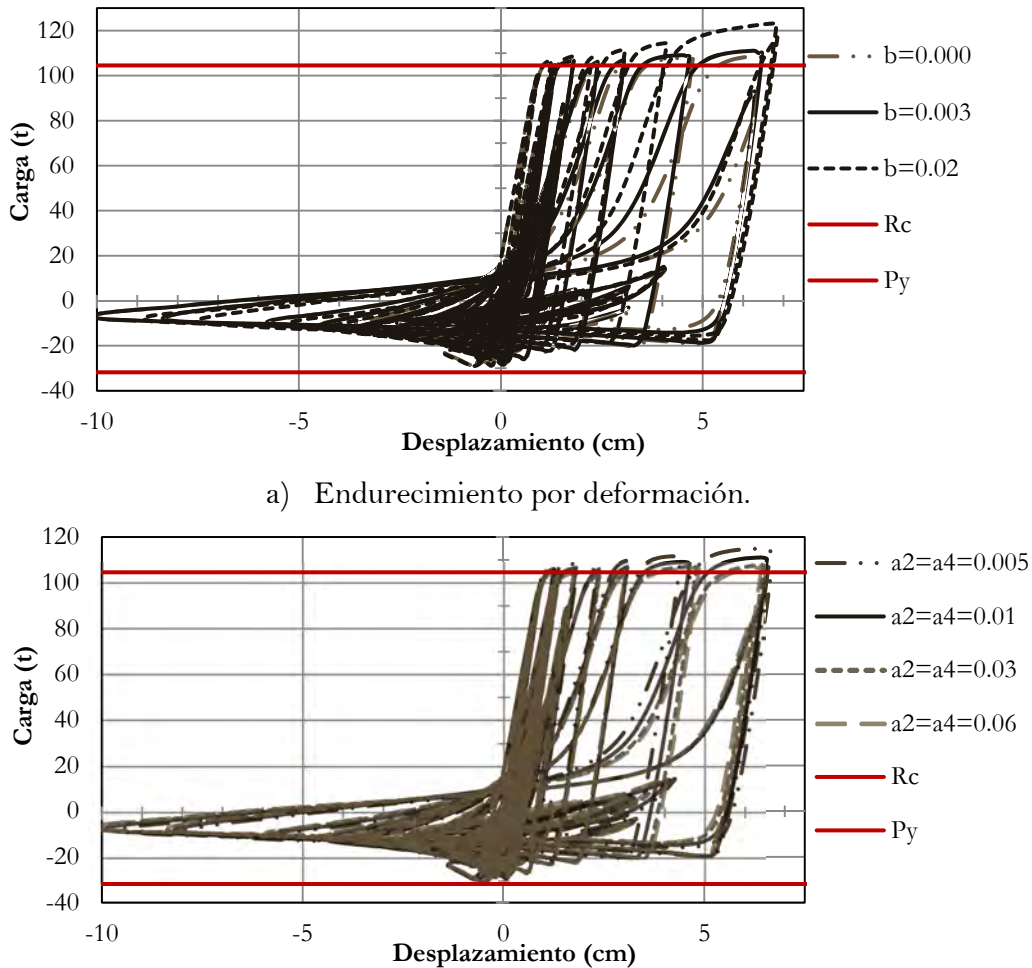 120
100
80
60
40
20
0
-20
-40
-10
-5
0
5
Carga (t)
Desplazamiento (cm)
b=0.000
b=0.003
b=0.02
Rc
Py
a) Endurecimiento por deformación.
120
100
80
60
40
20
0
-20
-40
-10
-5
0
5
Carga (t)
Desplazamiento (cm)
a2=a4=0.005
a2=a4=0.01
a2=a4=0.03
a2=a4=0.06
Rc
Py